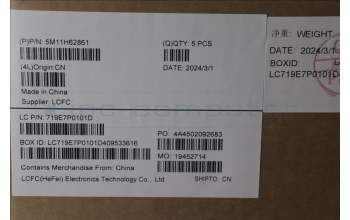 (P)P/N: 5M11H62861
(Q)QTY: 5 PCS
(4L)Origin:CN
DATE: 2024/3/1
Made in China
Supplier: LCFC
净重: WEIGHT:
DATE: 2024/3/1
BOXID
LC719E7P0101D
LC P/N: 719E7P0101D
PO: 4A4502092683
BOX ID: LC719E7P0101D409533616
MO: 19452714
Contains Merchandise From: China
LCFC(HeFei) Electronics Technology Co., Ltd
SHIPTO CN